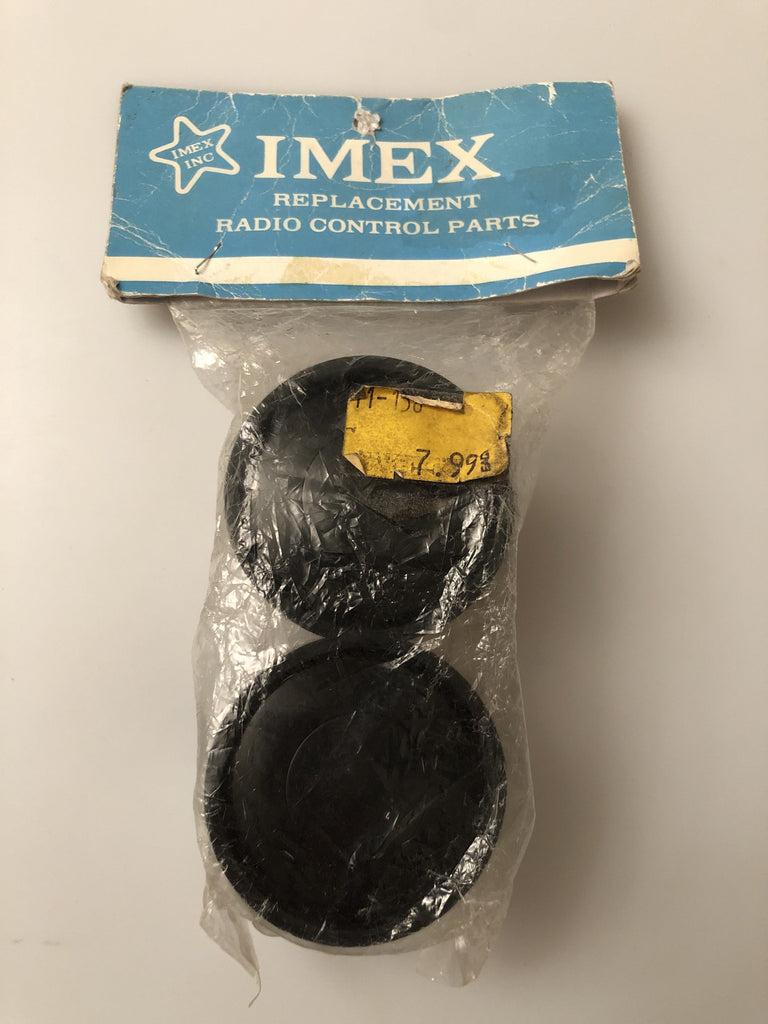 IMEX
INC
IMEX
REPLACEMENT
RADIO CONTROL PARTS
7.99